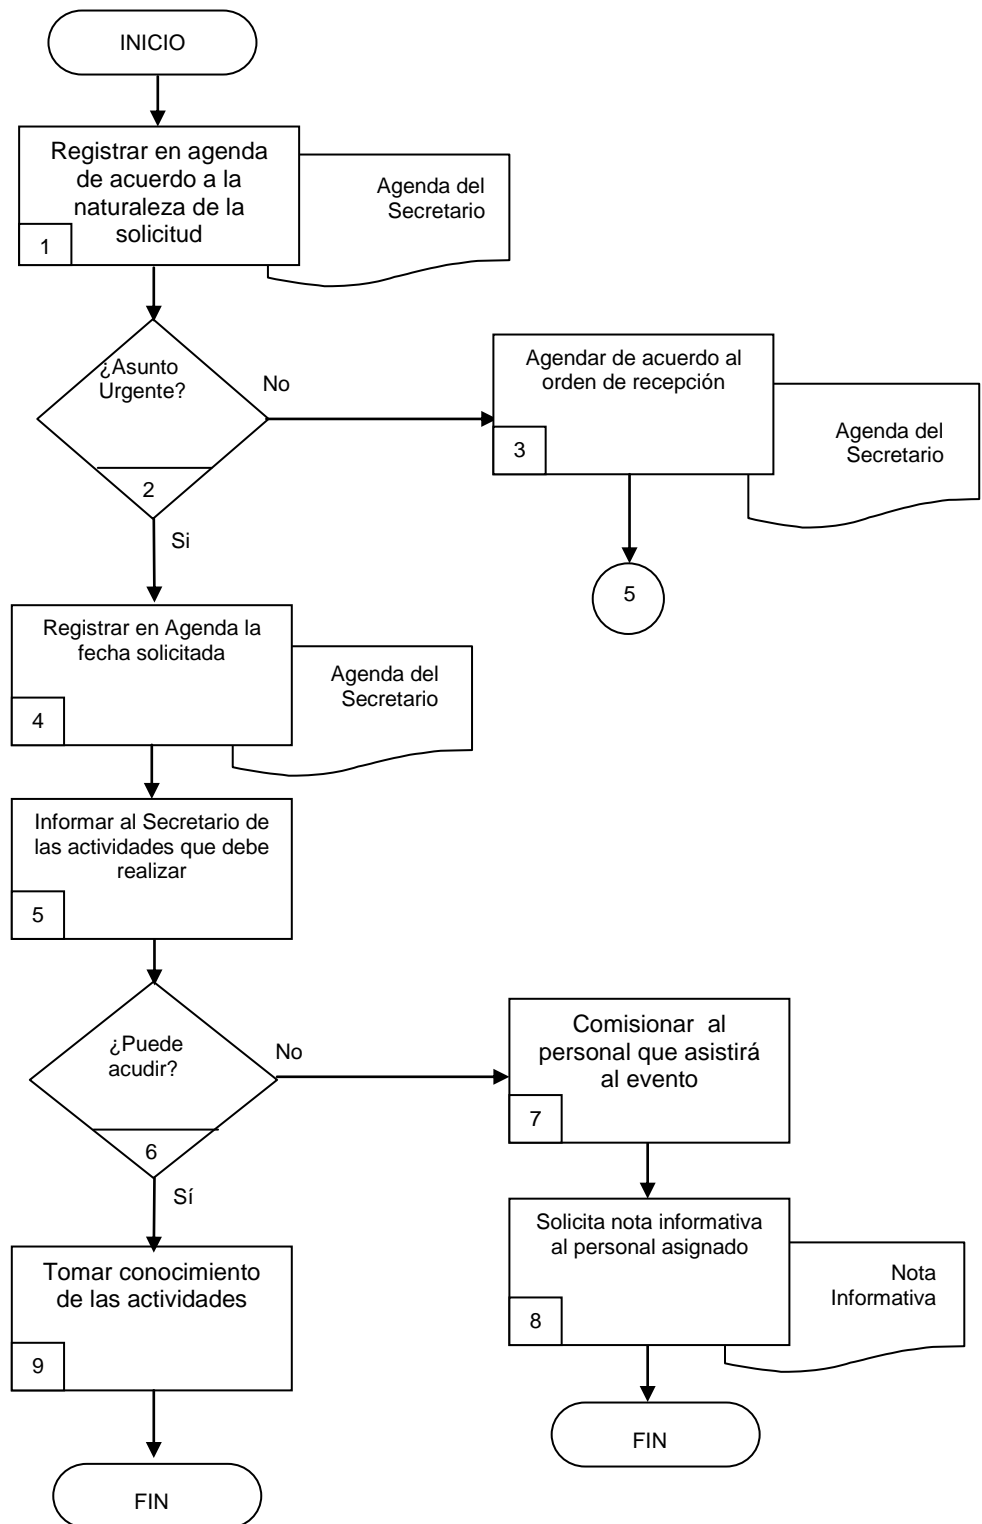 INICIO
Registrar en agenda
de acuerdo a la
naturaleza de la
solicitud
1
Agenda del
Secretario
¿Asunto
Urgente?
2
No
Agendar de acuerdo al
orden de recepción
3
Agenda del
Secretario
5
Si
Registrar en Agenda la
fecha solicitada
4
Agenda del
Secretario
Informar al Secretario de
las actividades que debe
realizar
5
¿Puede
acudir?
6
No
Comisionar  al
personal que asistirá
al evento
7
Solicita nota informativa
al personal asignado
8
Nota
Informativa
FIN
Sí
Tomar conocimiento
de las actividades
9
FIN